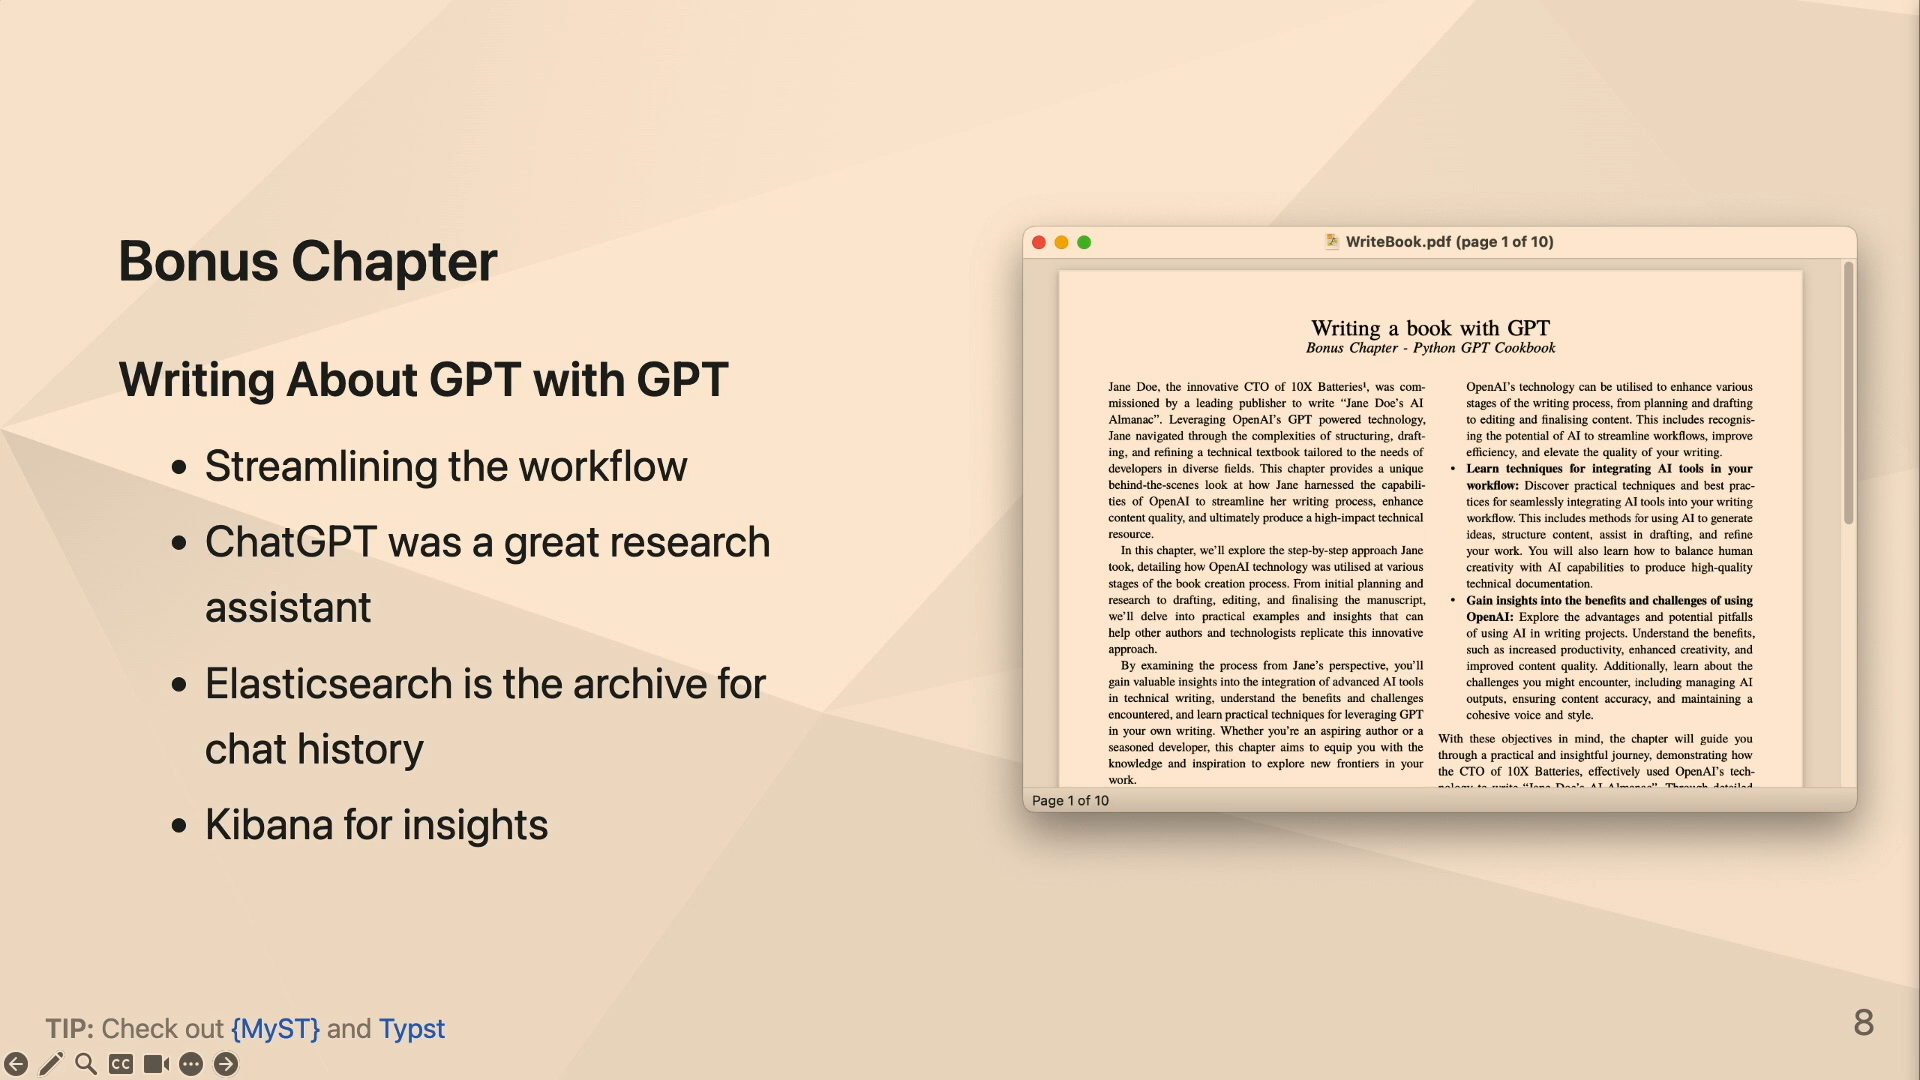 Bonus Chapter
Writing About GPT with GPT
• Streamlining the workflow
• ChatGPT was a great research
assistant
• Elasticsearch is the archive for
chat history
• Kibana for insights
WriteBook.pdf (page 1 of 10)
Writing a book with GPT
Bonus Chapter - Python GPT Cookbook
Jane Doe, the innovative CTO of 10X Batteries¹, was com-
missioned by a leading publisher to write “Jane Doe’s AI
Almanac”. Leveraging OpenAI’s GPT powered technology,
Jane navigated through the complexities of structuring, draft-
ing, and refining a technical textbook tailored to the needs of
developers in diverse fields. This chapter provides a unique
behind-the-scenes look at how Jane harnessed the capabili-
ties of OpenAI to streamline her writing process, enhance
content quality, and ultimately produce a high-impact technical
resource.
In this chapter, we’ll explore the step-by-step approach Jane
took, detailing how OpenAI technology was utilised at various
stages of the book creation process. From initial planning and
research to drafting, editing, and finalising the manuscript,
we’ll delve into practical examples and insights that can
help other authors and technologists replicate this innovative
approach.
By examining the process from Jane’s perspective, you’ll
gain valuable insights into the integration of advanced AI tools
in technical writing, understand the benefits and challenges
encountered, and learn practical techniques for leveraging GPT
in your own writing. Whether you’re an aspiring author or a
seasoned developer, this chapter aims to equip you with the
knowledge and inspiration to explore new frontiers in your
work.
OpenAI’s technology can be utilised to enhance various
stages of the writing process, from planning and drafting
to editing and finalising content. This includes recognis-
ing the potential of AI to streamline workflows, improve
efficiency, and elevate the quality of your writing.
• Learn techniques for integrating AI tools in your
workflow: Discover practical techniques and best prac-
tices for seamlessly integrating AI tools into your writing
workflow. This includes methods for using AI to generate
ideas, structure content, assist in drafting, and refine
your work. You will also learn how to balance human
creativity with AI capabilities to produce high-quality
technical documentation.
• Gain insights into the benefits and challenges of using
OpenAI: Explore the advantages and potential pitfalls
of using AI in writing projects. Understand the benefits,
such as increased productivity, enhanced creativity, and
improved content quality. Additionally, learn about the
challenges you might encounter, including managing AI
outputs, ensuring content accuracy, and maintaining a
cohesive voice and style.
With these objectives in mind, the chapter will guide you
through a practical and insightful journey, demonstrating how
the CTO of 10X Batteries, effectively used OpenAI’s tech-
nology to write “Jane Doe’s AI Almanac”. Through detailed
Page 1 of 10
TIP: Check out {MyST} and Typst
8
CC